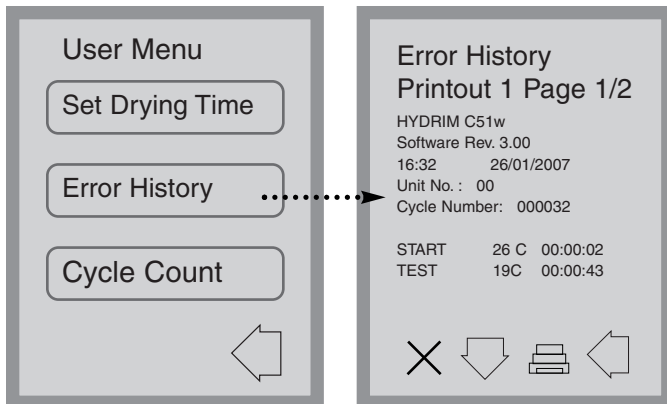 User Menu
Set Drying Time
Error History
Cycle Count
Error History
Printout 1 Page 1/2
HYDRIM C51w
Software Rev. 3.00
16:32 26/01/2007
Unit No. : 00
Cycle Number: 000032
START 26 C 00:00:02
TEST 19C 00:00:43